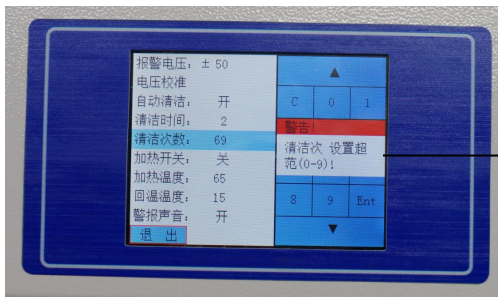 报警电压: ± 50
电压校准
自动清洁: 开
清洁时间: 2
清洁次数: 69
加热开关: 关
加热温度: 65
回温温度: 15
警报声音: 开
退 出
▲
C 0 1
警告!
清洁次 设置超
范(0-9)!
8 9 Ent
▼